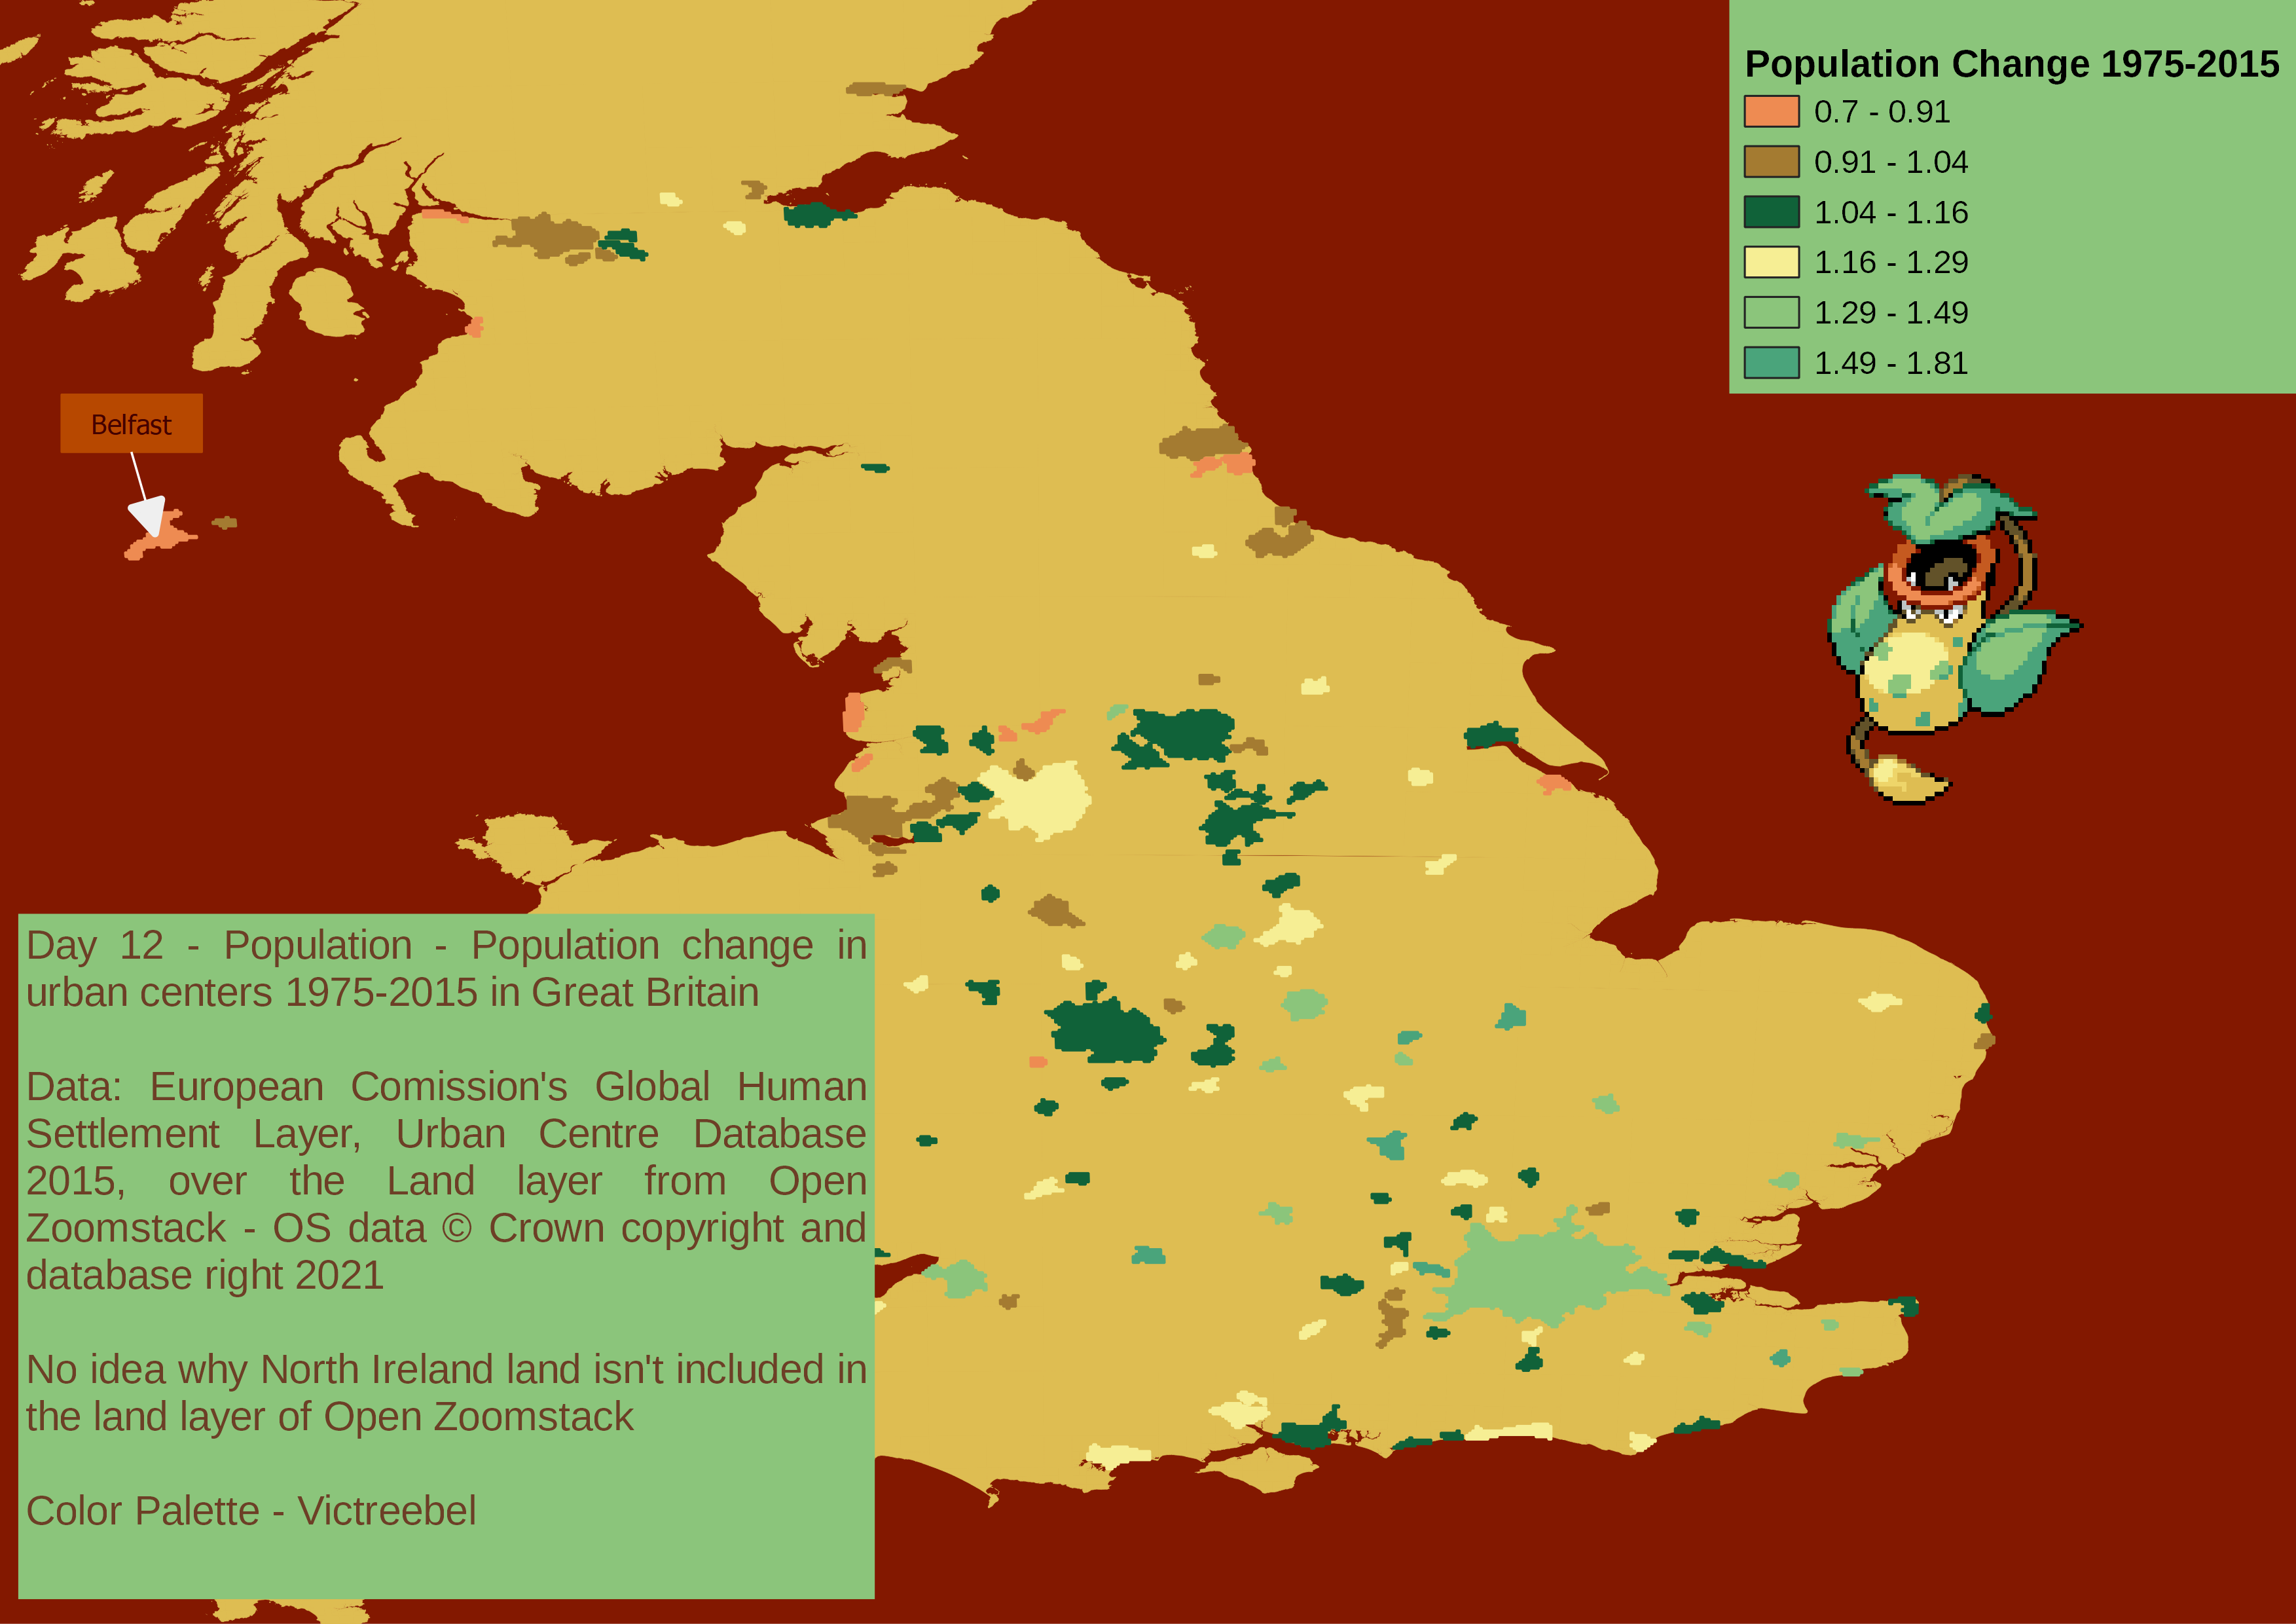 Population Change 1975-2015
0.7 - 0.91
0.91 - 1.04
1.04 - 1.16
1.16 - 1.29
1.29 - 1.49
1.49 - 1.81
Belfast
Day 12 - Population - Population change in
urban centers 1975-2015 in Great Britain
Data: European Comission's Global Human
Settlement Layer, Urban Centre Database
2015, over the Land layer from Open
Zoomstack - OS data © Crown copyright and
database right 2021
No idea why North Ireland land isn't included in
the land layer of Open Zoomstack
Color Palette - Victreebel